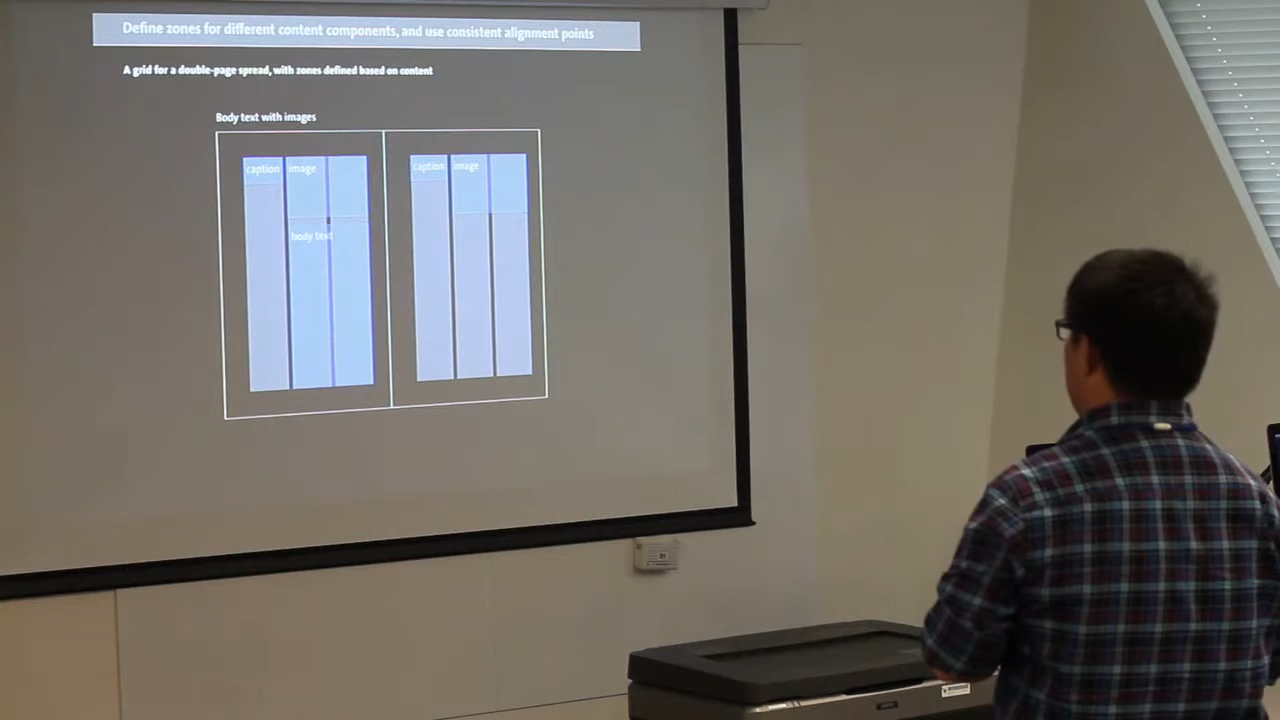 Define zones for different content components, and use consistent alignment points
A grid for a double-page spread, with zones defined based on content
Body text with images
caption image
caption image
body text